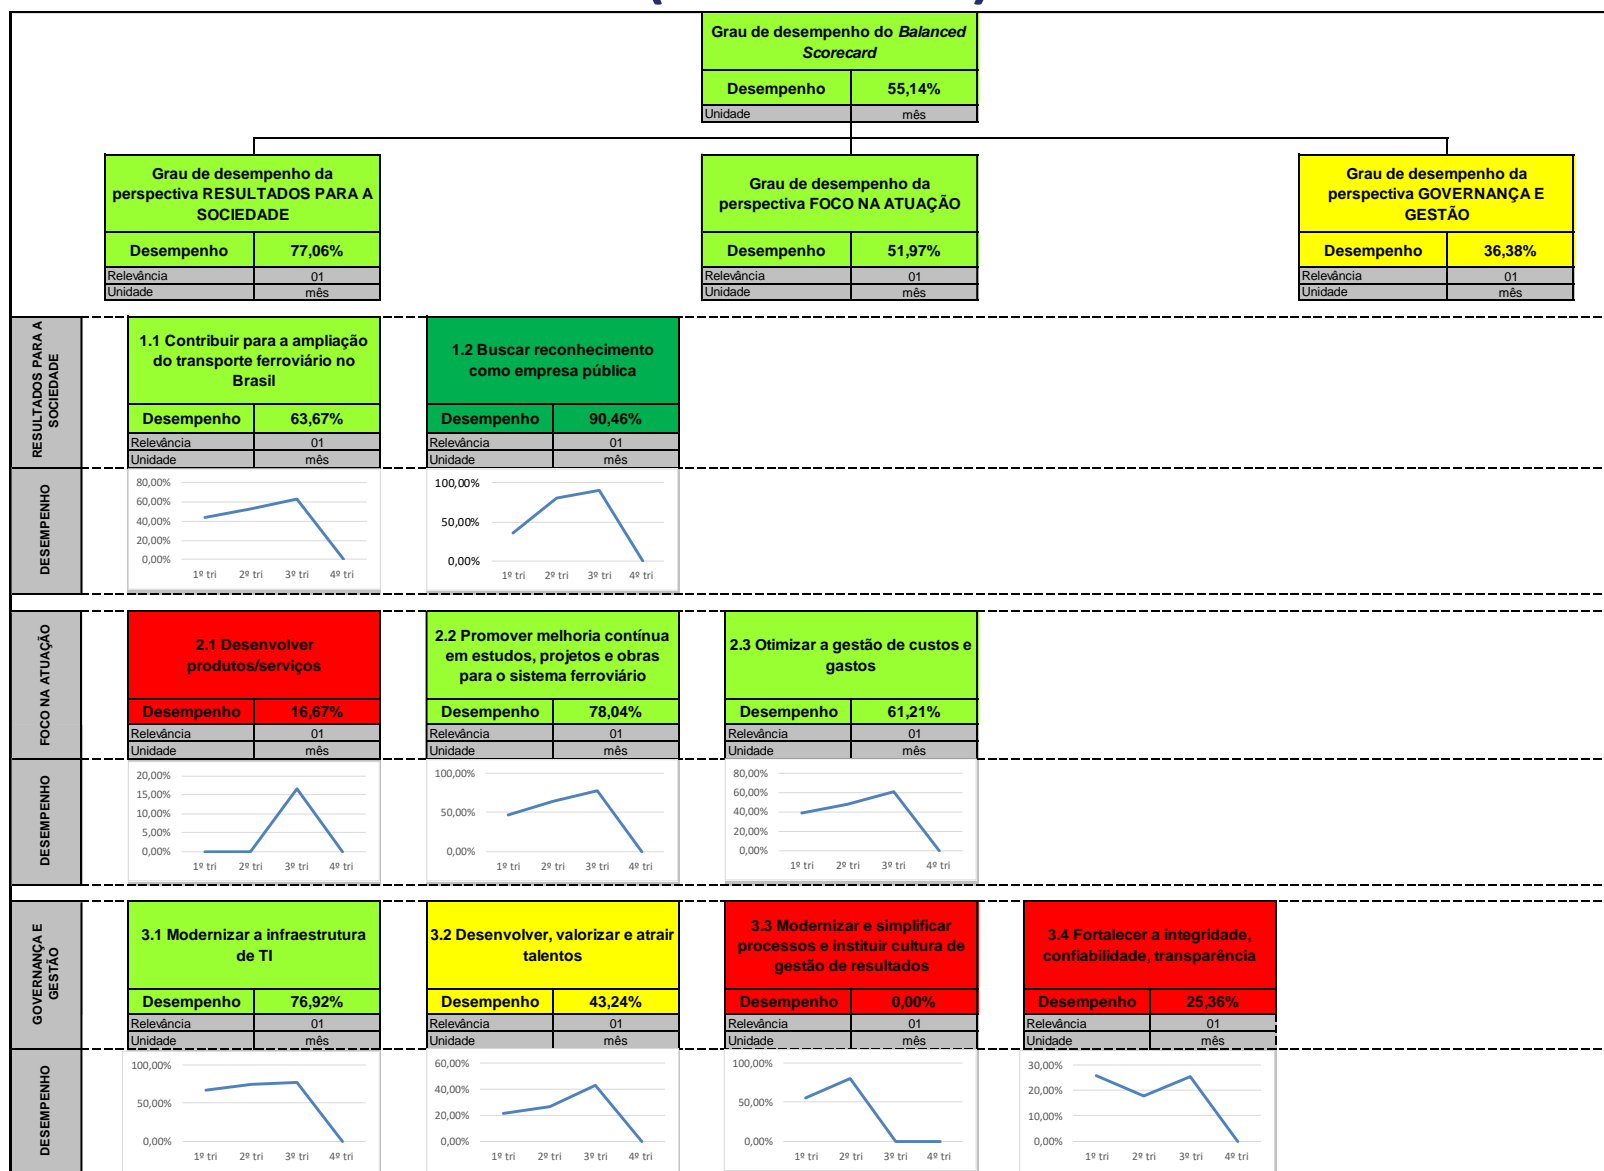 Grau de desempenho do Balanced
Scorecard
Desempenho 55,14%
Unidade mês
Grau de desempenho da
perspectiva RESULTADOS PARA A
SOCIEDADE
Desempenho 77,06%
Relevância 01
Unidade mês
Grau de desempenho da
perspectiva FOCO NA ATUAÇÃO
Desempenho 51,97%
Relevância 01
Unidade mês
Grau de desempenho da
perspectiva GOVERNANÇA E
GESTÃO
Desempenho 36,38%
Relevância 01
Unidade mês
RESULTADOS PARA A
SOCIEDADE
1.1 Contribuir para a ampliação
do transporte ferroviário no
Brasil
Desempenho 63,67%
Relevância 01
Unidade mês
1.2 Buscar reconhecimento
como empresa pública
Desempenho 90,46%
Relevância 01
Unidade mês
DESEMPENHO
80,00%
60,00%
40,00%
20,00%
0,00%
1º tri 2º tri 3º tri 4º tri
100,00%
50,00%
0,00%
1º tri 2º tri 3º tri 4º tri
FOCO NA ATUAÇÃO
2.1 Desenvolver
produtos/serviços
Desempenho 16,67%
Relevância 01
Unidade mês
2.2 Promover melhoria contínua
em estudos, projetos e obras
para o sistema ferroviário
Desempenho 78,04%
Relevância 01
Unidade mês
2.3 Otimizar a gestão de custos e
gastos
Desempenho 61,21%
Relevância 01
Unidade mês
DESEMPENHO
20,00%
15,00%
10,00%
5,00%
0,00%
1º tri 2º tri 3º tri 4º tri
100,00%
50,00%
0,00%
1º tri 2º tri 3º tri 4º tri
80,00%
60,00%
40,00%
20,00%
0,00%
1º tri 2º tri 3º tri 4º tri
GOVERNANÇA E
GESTÃO
3.1 Modernizar a infraestrutura
de TI
Desempenho 76,92%
Relevância 01
Unidade mês
3.2 Desenvolver, valorizar e atrair
talentos
Desempenho 43,24%
Relevância 01
Unidade mês
3.3 Modernizar e simplificar
processos e instituir cultura de
gestão de resultados
Desempenho 0,00%
Relevância 01
Unidade mês
3.4 Fortalecer a integridade,
confiabilidade, transparência
Desempenho 25,36%
Relevância 01
Unidade mês
DESEMPENHO
100,00%
50,00%
0,00%
1º tri 2º tri 3º tri 4º tri
60,00%
40,00%
20,00%
0,00%
1º tri 2º tri 3º tri 4º tri
100,00%
50,00%
0,00%
1º tri 2º tri 3º tri 4º tri
30,00%
20,00%
10,00%
0,00%
1º tri 2º tri 3º tri 4º tri